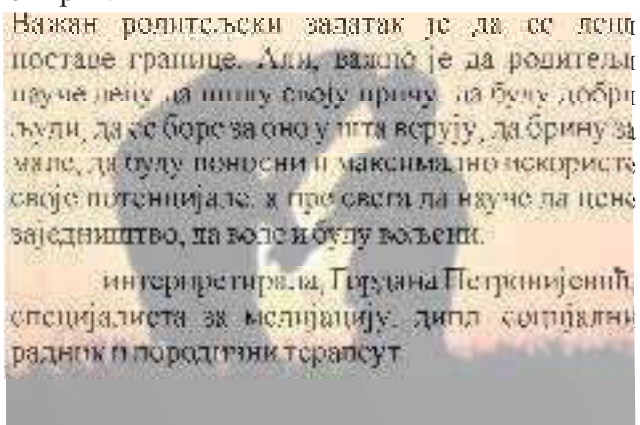 Важан родитељски задатак је да се деци
поставе границе. Али, важно је да родитељи
науче децу да пишу своју причу, да буду добри
људи, да се боре за оно у шта верују, да брину за
мале, да буду поносни и максимално искористе
своје потенцијале, а пре свега да науче да цене
заједништво, да воле и буду вољени.
интерпретирала, Гордана Петронијевић,
специјалиста за медијацију, дипл. социјални
радник и породични терапеут